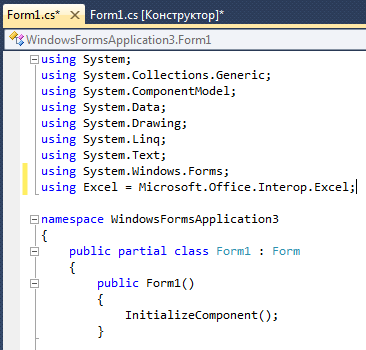 Form1.cs* Form1.cs [Конструктор]*
WindowsFormsApplication3.Form1
using System;
using System.Collections.Generic;
using System.ComponentModel;
using System.Data;
using System.Drawing;
using System.Linq;
using System.Text;
using System.Windows.Forms;
using Excel = Microsoft.Office.Interop.Excel;
namespace WindowsFormsApplication3
{
public partial class Form1 : Form
{
public Form1()
{
InitializeComponent();
}